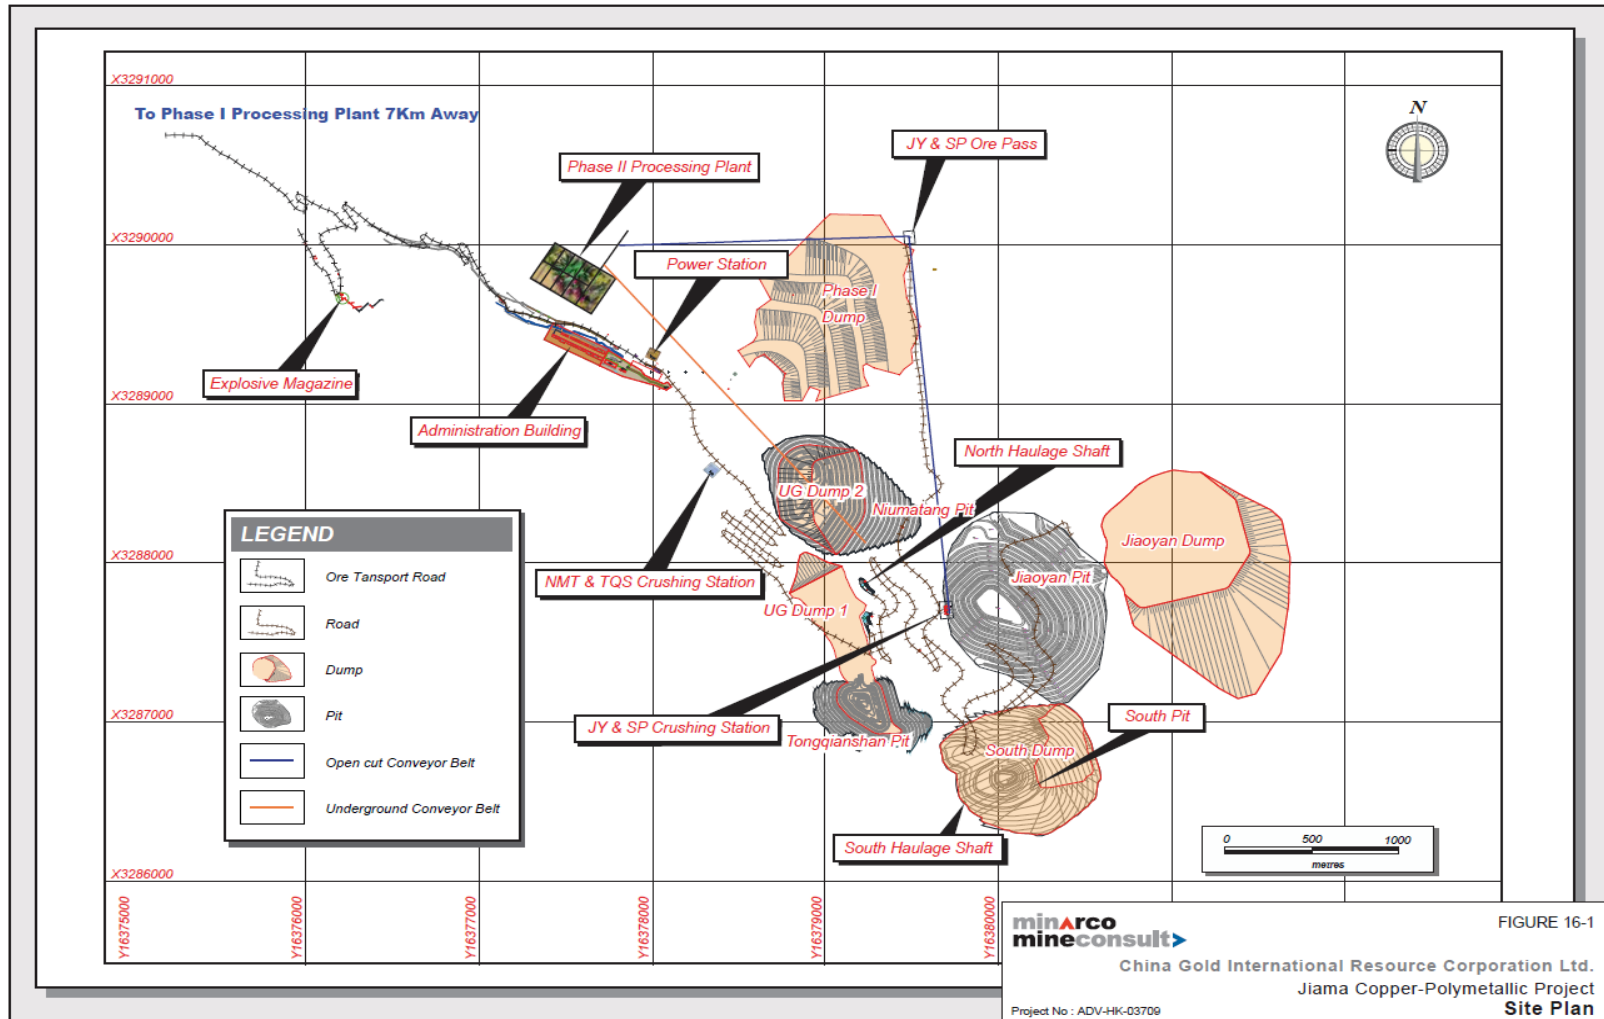 X3291000
To Phase I Processing Plant 7Km Away
N
JY & SP Ore Pass
Phase II Processing Plant
X3290000
Power Station
Phase I
Dump
Explosive Magazine
X3289000
Administration Building
North Haulage Shaft
UG Dump 2
Niumatang Pit
Jiaoyan Dump
X3288000
NMT & TQS Crushing Station
Jiaoyan Pit
UG Dump 1
LEGEND
Ore Tansport Road
Road
Dump
Pit
Open cut Conveyor Belt
Underground Conveyor Belt
X3287000
JY & SP Crushing Station
Tongqianshan Pit
South Pit
South Dump
South Haulage Shaft
0 500 1000
metres
X3286000
Y16375000
Y16376000
Y16377000
Y16378000
Y16379000
Y16380000
minarco
mineconsult
FIGURE 16-1
China Gold International Resource Corporation Ltd.
Jiama Copper-Polymetallic Project
Project No : ADV-HK-03709
Site Plan